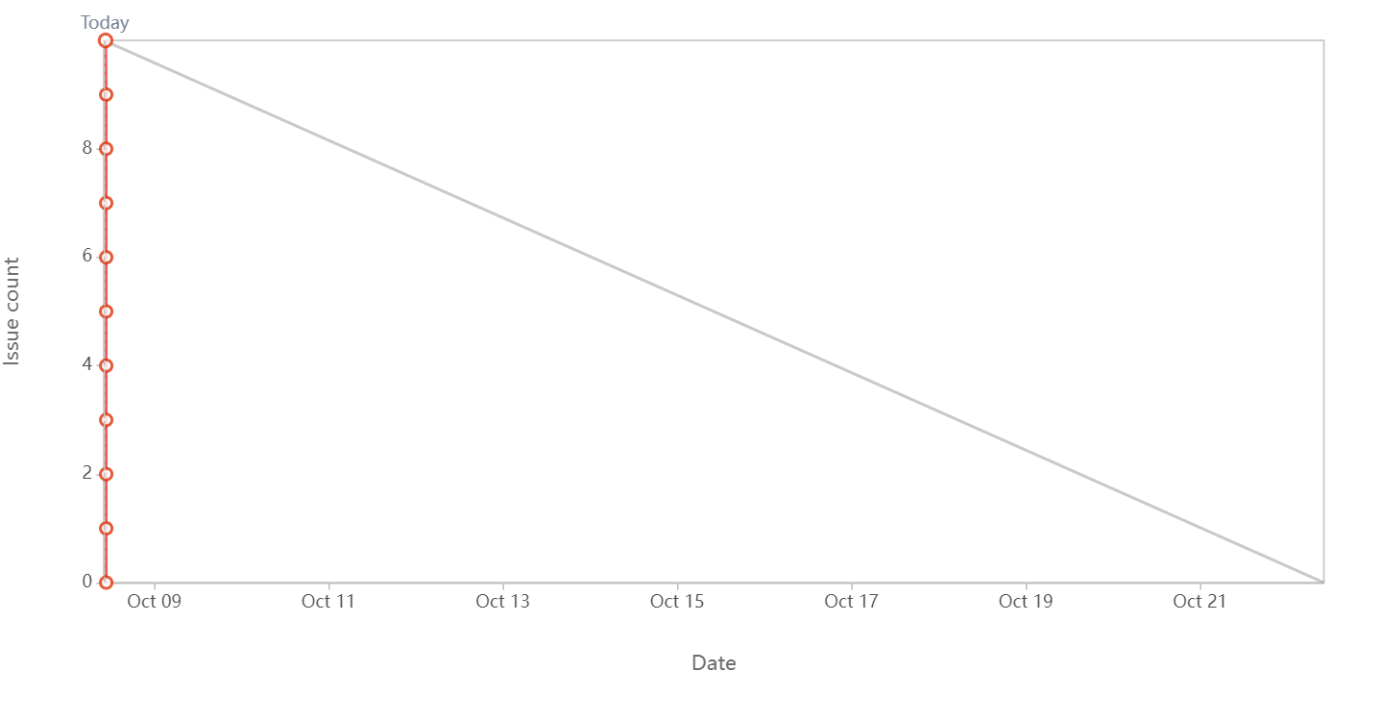 Today
8
6
4
2
0
Issue count
Oct 09
Oct 11
Oct 13
Oct 15
Oct 17
Oct 19
Oct 21
Date